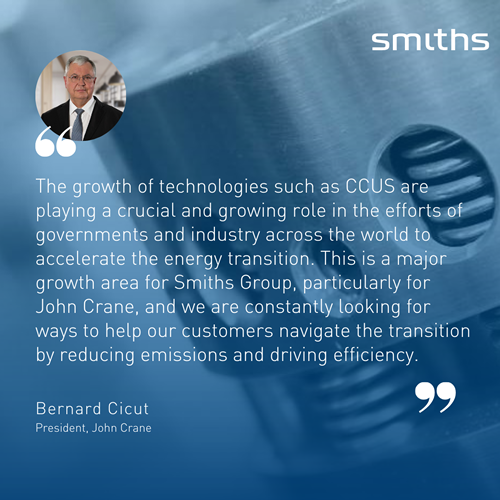 smiths
“
The growth of technologies such as CCUS are
playing a crucial and growing role in the efforts of
governments and industry across the world to
accelerate the energy transition. This is a major
growth area for Smiths Group, particularly for
John Crane, and we are constantly looking for
ways to help our customers navigate the transition
by reducing emissions and driving efficiency.
”
Bernard Cicut
President, John Crane